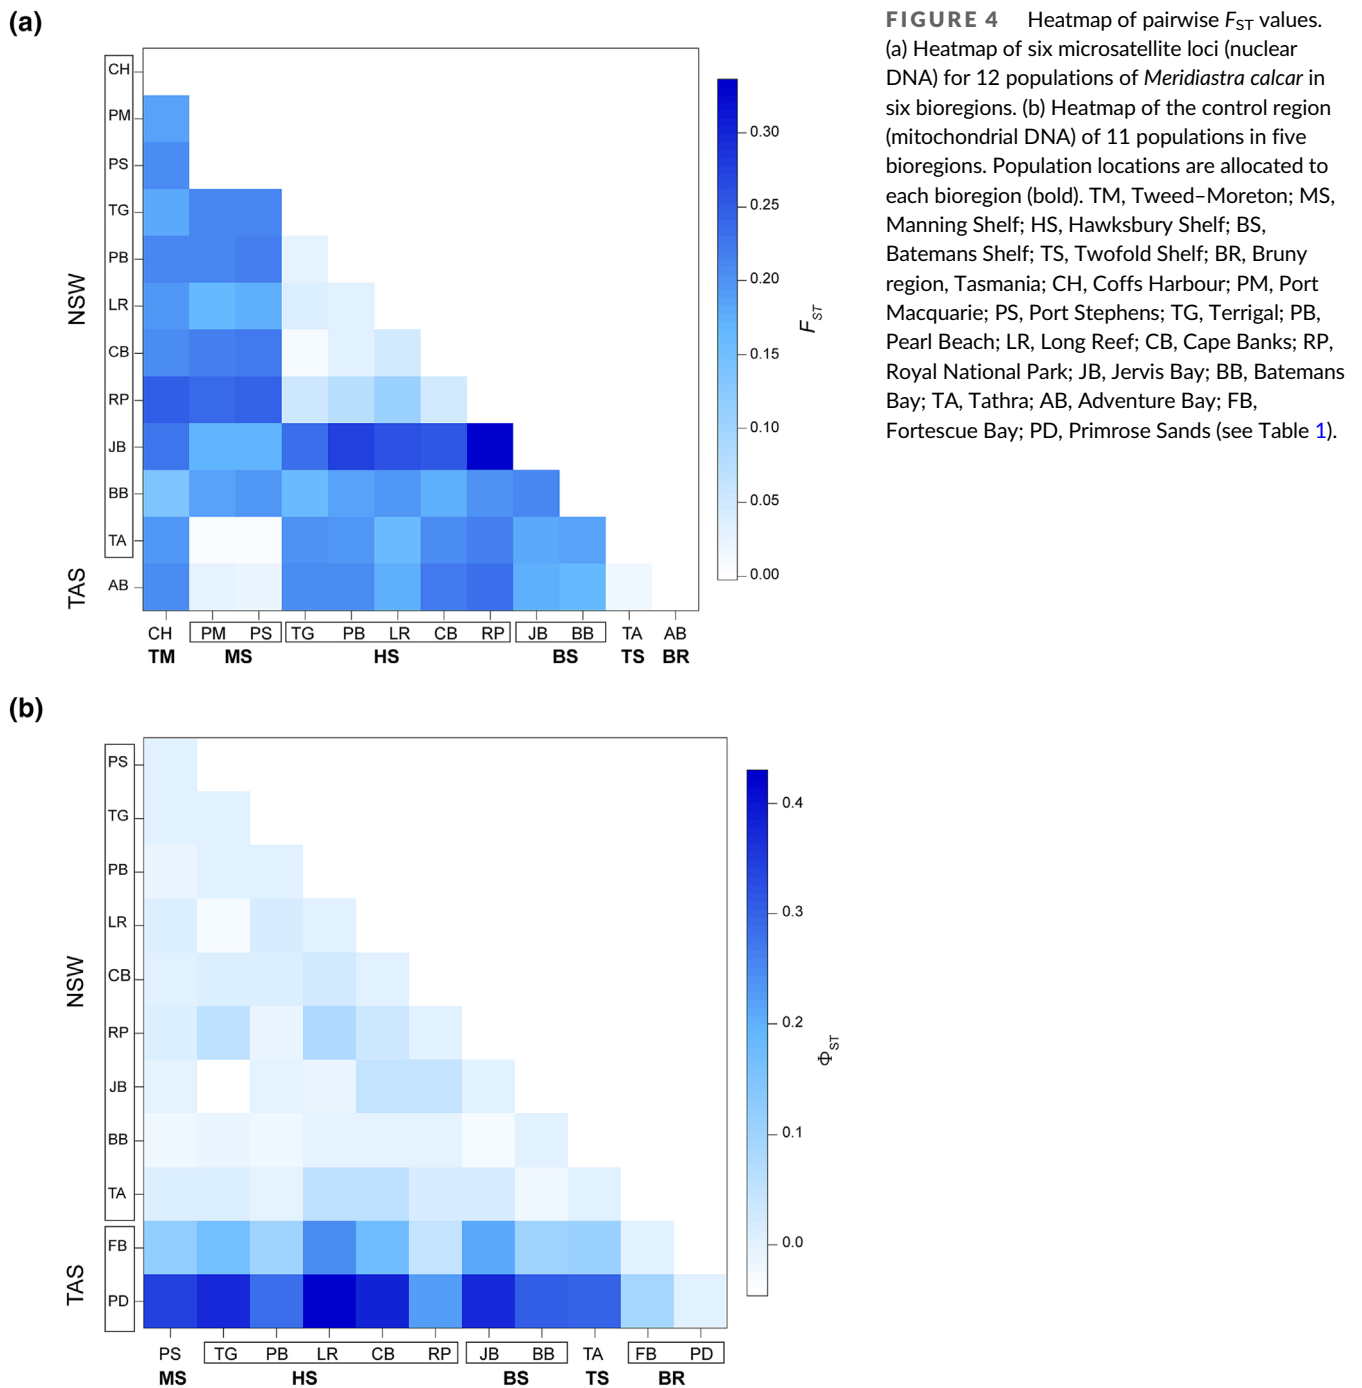 (a)
CH
PM
PS
TG
PB
LR
CB
RP
JB
BB
TA
AB
NSW
TAS
CH PM PS TG PB LR CB RP JB BB TA AB
TM MS HS BS TS BR
0.30
0.25
0.20
0.15
0.10
0.05
0.00
FST
FIGURE 4 Heatmap of pairwise FST values.
(a) Heatmap of six microsatellite loci (nuclear
DNA) for 12 populations of Meridiastra calcar in
six bioregions. (b) Heatmap of the control region
(mitochondrial DNA) of 11 populations in five
bioregions. Population locations are allocated to
each bioregion (bold). TM, Tweed–Moreton; MS,
Manning Shelf; HS, Hawksbury Shelf; BS,
Batemans Shelf; TS, Twofold Shelf; BR, Bruny
region, Tasmania; CH, Coffs Harbour; PM, Port
Macquarie; PS, Port Stephens; TG, Terrigal; PB,
Pearl Beach; LR, Long Reef; CB, Cape Banks; RP,
Royal National Park; JB, Jervis Bay; BB, Batemans
Bay; TA, Tathra; AB, Adventure Bay; FB,
Fortescue Bay; PD, Primrose Sands (see Table 1).
(b)
PS
TG
PB
LR
CB
RP
JB
BB
TA
FB
PD
NSW
TAS
PS TG PB LR CB RP JB BB TA FB PD
MS HS BS TS BR
0.4
0.3
0.2
0.1
0.0
ΦST